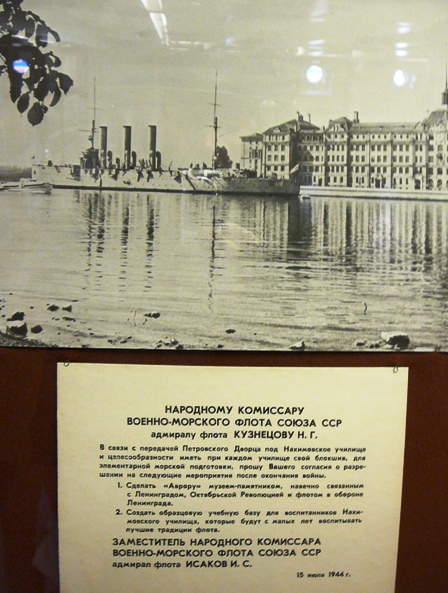 НАРОДНОМУ КОМИССАРУ
ВОЕННО-МОРСКОГО ФЛОТА СОЮЗА ССР
адмиралу флота КУЗНЕЦОВУ Н. Г.
В связи с передачей Петровского Дворца под Нахимовское училище
и целесообразности иметь при каждом училище свой блокшив, для
элементарной морской подготовки, прошу Вашего согласия о разре-
шании на следующие мероприятия после окончания войны.
1. Сделать «Аврору» музеем-памятником, навечно связанным
с Ленинградом, Октябрьской Революцией и флотом в обороне
Ленинграда.
2. Создать образцовую учебную базу для воспитанников Нахи-
мовского училища, которые будут с малых лет воспитывать
лучшие традиции флота.
ЗАМЕСТИТЕЛЬ НАРОДНОГО КОМИССАРА
ВОЕННО-МОРСКОГО ФЛОТА СОЮЗА ССР
адмирал флота ИСАКОВ И. С.
15 июля 1944 г.